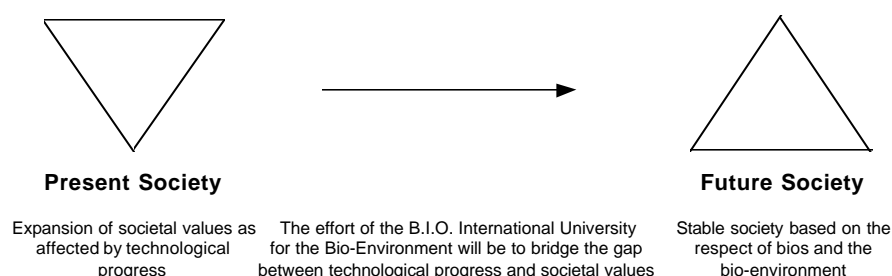 Present Society
Expansion of societal values as
affected by technological
progress
The effort of the B.I.O. International University
for the Bio-Environment will be to bridge the gap
between technological progress and societal values
Future Society
Stable society based on the
respect of bios and the
bio-environment